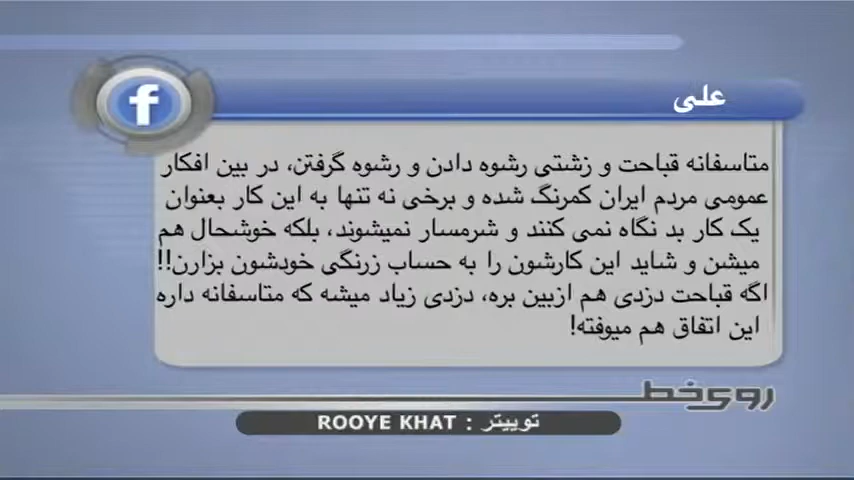 علی
متاسفانه قباحت و زشتی رشوه دادن و رشوه گرفتن، در بین افکار
عمومی مردم ایران کمرنگ شده و برخی نه تنها به این کار بعنوان
یک کار بد نگاه نمی کنند و شرمسار نمیشوند، بلکه خوشحال هم
میشن و شاید این کارشون را به حساب زرنگی خودشون بزارن!!
اگه قباحت دزدی هم ازبین بره، دزدی زیاد میشه که متاسفانه داره
این اتفاق هم میوفته!
روی خط
توییتر : ROOYE KHAT